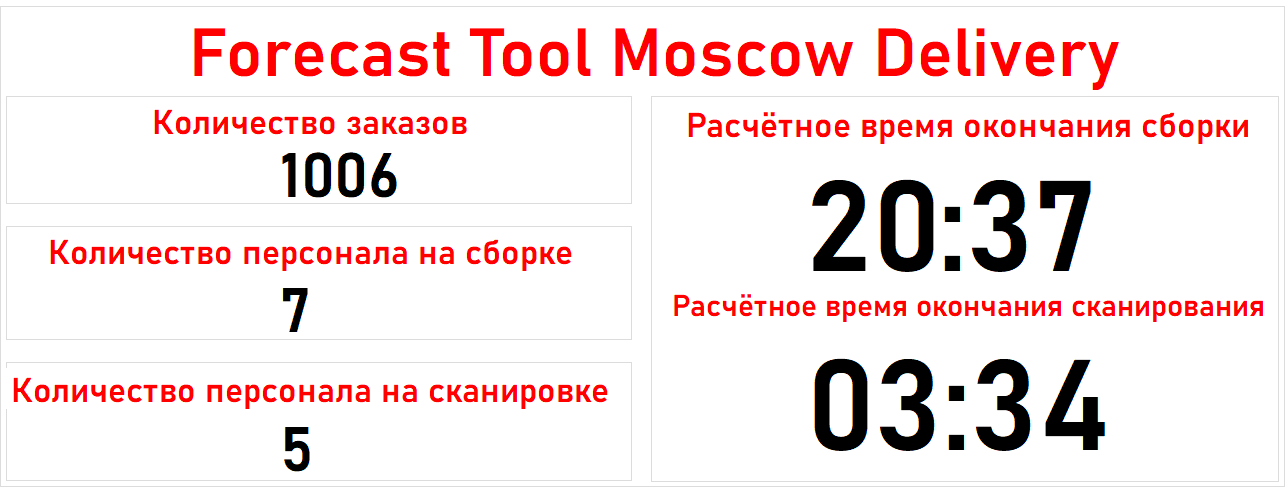 Forecast Tool Moscow Delivery
Количество заказов
1006
Количество персонала на сборке
7
Количество персонала на сканировке
5
Расчётное время окончания сборки
20:37
Расчётное время окончания сканирования
03:34